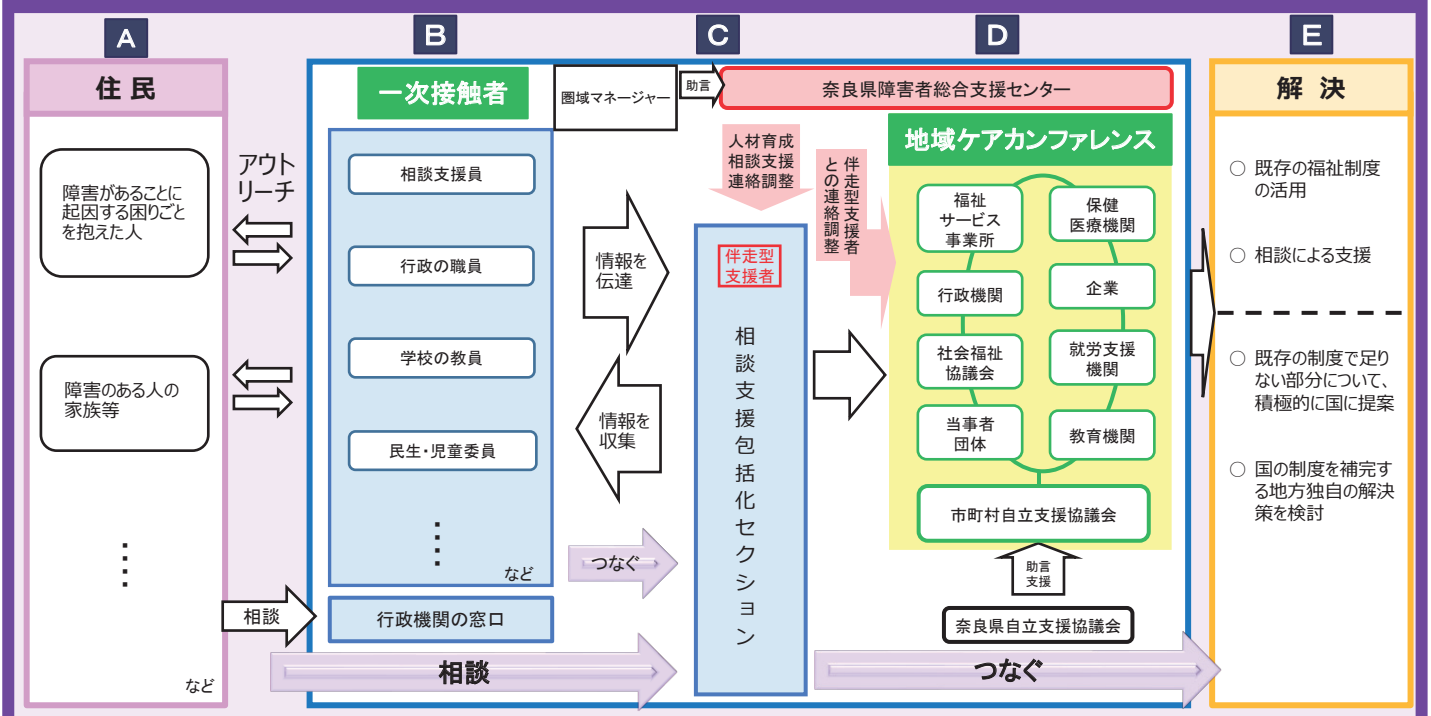 A
B
C
D
E
住民
障害があることに
起因する困りごと
を抱えた人
障害のある人の
家族等
など
アウト
リーチ
相談
一次接触者
圏域マネージャー
助言
奈良県障害者総合支援センター
相談支援員
行政の職員
学校の教員
民生・児童委員
など
行政機関の窓口
情報を
伝達
情報を
収集
つなぐ
相談
人材育成
相談支援
連絡調整
伴走型
支援者
相談支援包括化セクション
伴走型支援者
との連絡調整
地域ケアカンファレンス
福祉
サービス
事業所
保健
医療機関
行政機関
企業
社会福祉
協議会
就労支援
機関
当事者
団体
教育機関
市町村自立支援協議会
助言
支援
奈良県自立支援協議会
つなぐ
解決
○ 既存の福祉制度
の活用
○ 相談による支援
○ 既存の制度で足り
ない部分について、
積極的に国に提案
○ 国の制度を補完す
る地方独自の解決
策を検討